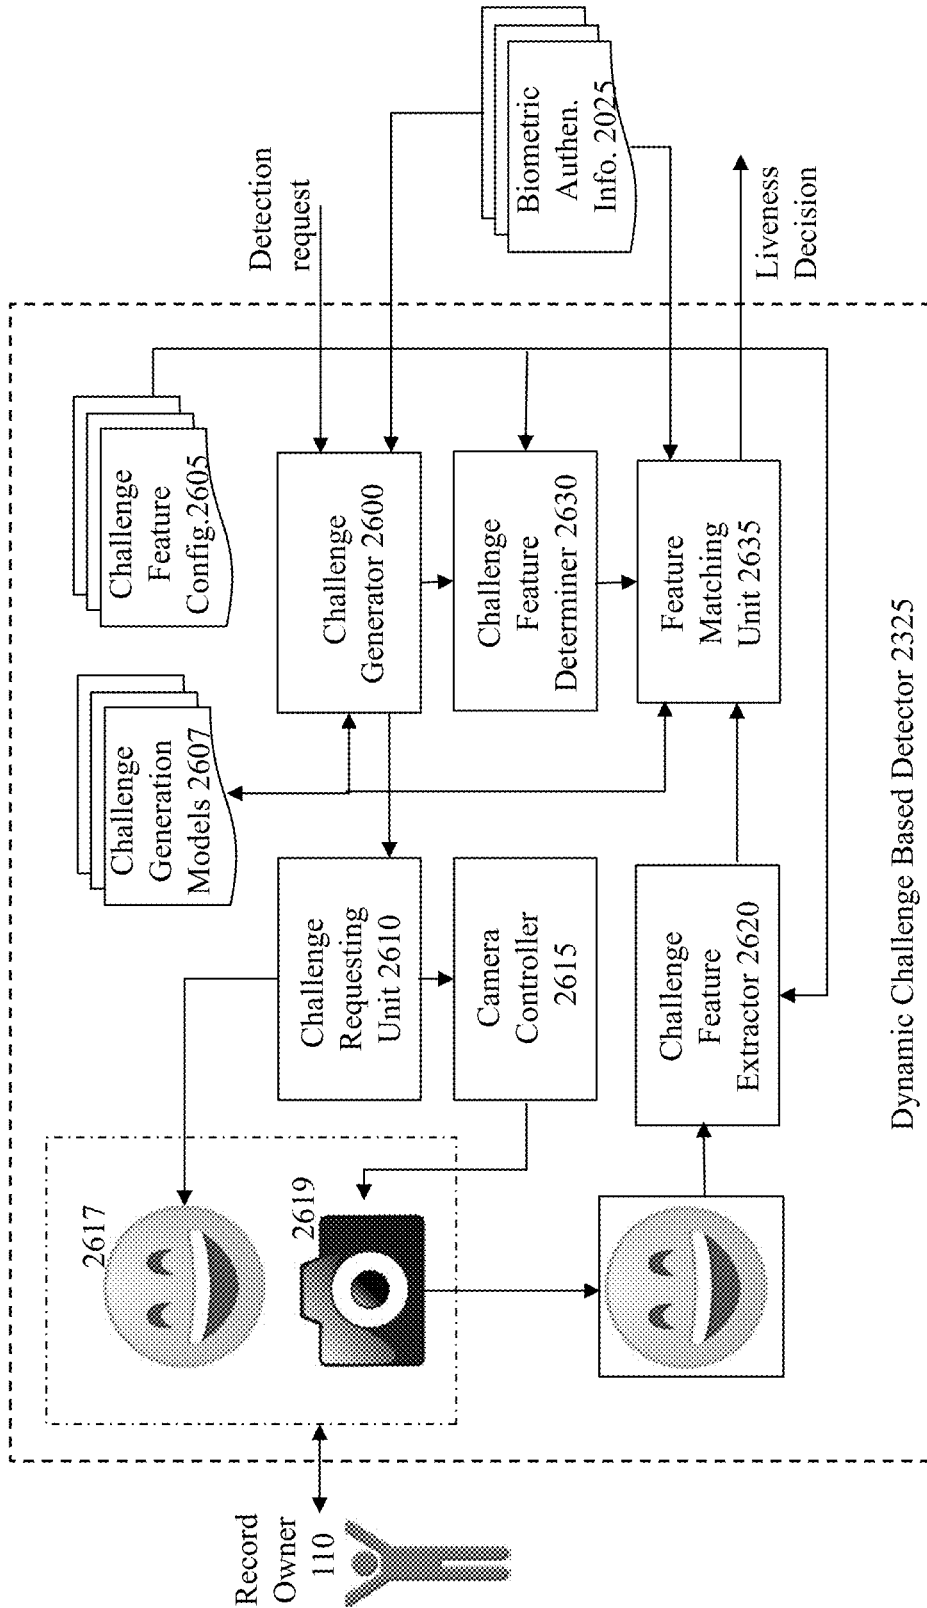 Record
Owner
110
2617
2619
Challenge
Generation
Models 2607
Challenge
Feature
Config.2605
Detection
request
Challenge
Requesting
Unit 2610
Challenge
Generator 2600
Biometric
Authen.
Info. 2025
Camera
Controller
2615
Challenge
Feature
Determiner 2630
Challenge
Feature
Extractor 2620
Feature
Matching
Unit 2635
Liveness
Decision
Dynamic Challenge Based Detector 2325